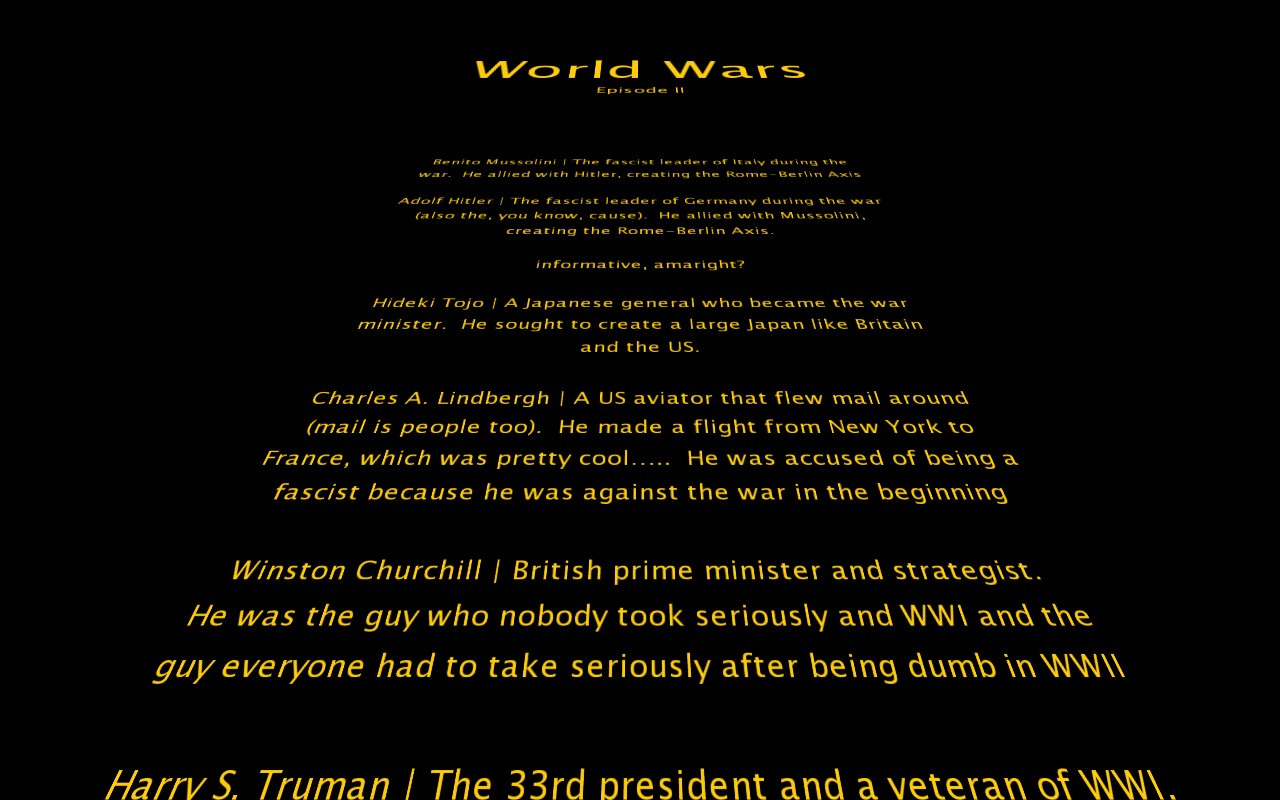 World Wars
Episode II
Benito Mussolini | The fascist leader of Italy during the
war.  He allied with Hitler, creating the Rome-Berlin Axis
Adolf Hitler | The fascist leader of Germany during the war
(also the, you know, cause).  He allied with Mussolini,
creating the Rome-Berlin Axis.
informative, amaright?
Hideki Tojo | A Japanese general who became the war
minister.  He sought to create a large Japan like Britain
and the US.
Charles A. Lindbergh | A US aviator that flew mail around
(mail is people too).  He made a flight from New York to
France, which was pretty cool.....  He was accused of being a
fascist because he was against the war in the beginning
Winston Churchill | British prime minister and strategist.
He was the guy who nobody took seriously and WWI and the
guy everyone had to take seriously after being dumb in WWII
Harry S. Truman | The 33rd president and a veteran of WWI.